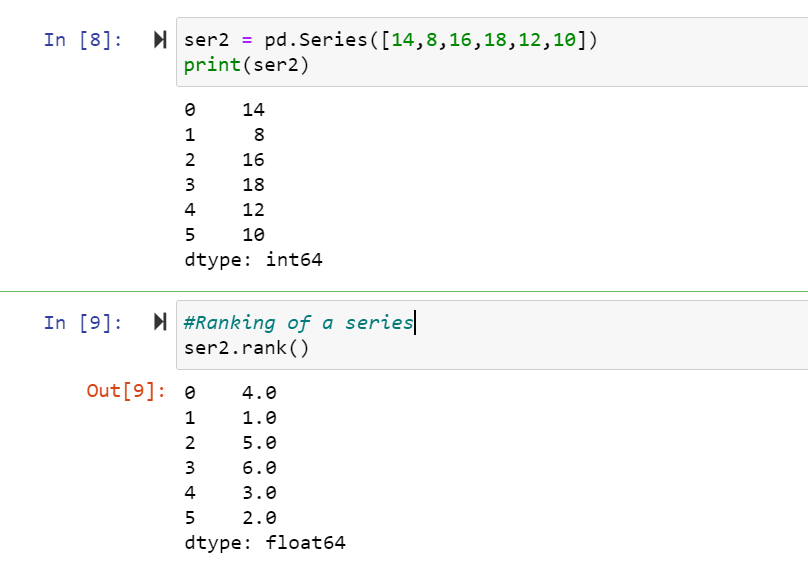 In [8]: ser2 = pd.Series([14,8,16,18,12,10])
print(ser2)
0    14
1     8
2    16
3    18
4    12
5    10
dtype: int64
In [9]: #Ranking of a series
ser2.rank()
Out[9]: 0    4.0
1    1.0
2    5.0
3    6.0
4    3.0
5    2.0
dtype: float64